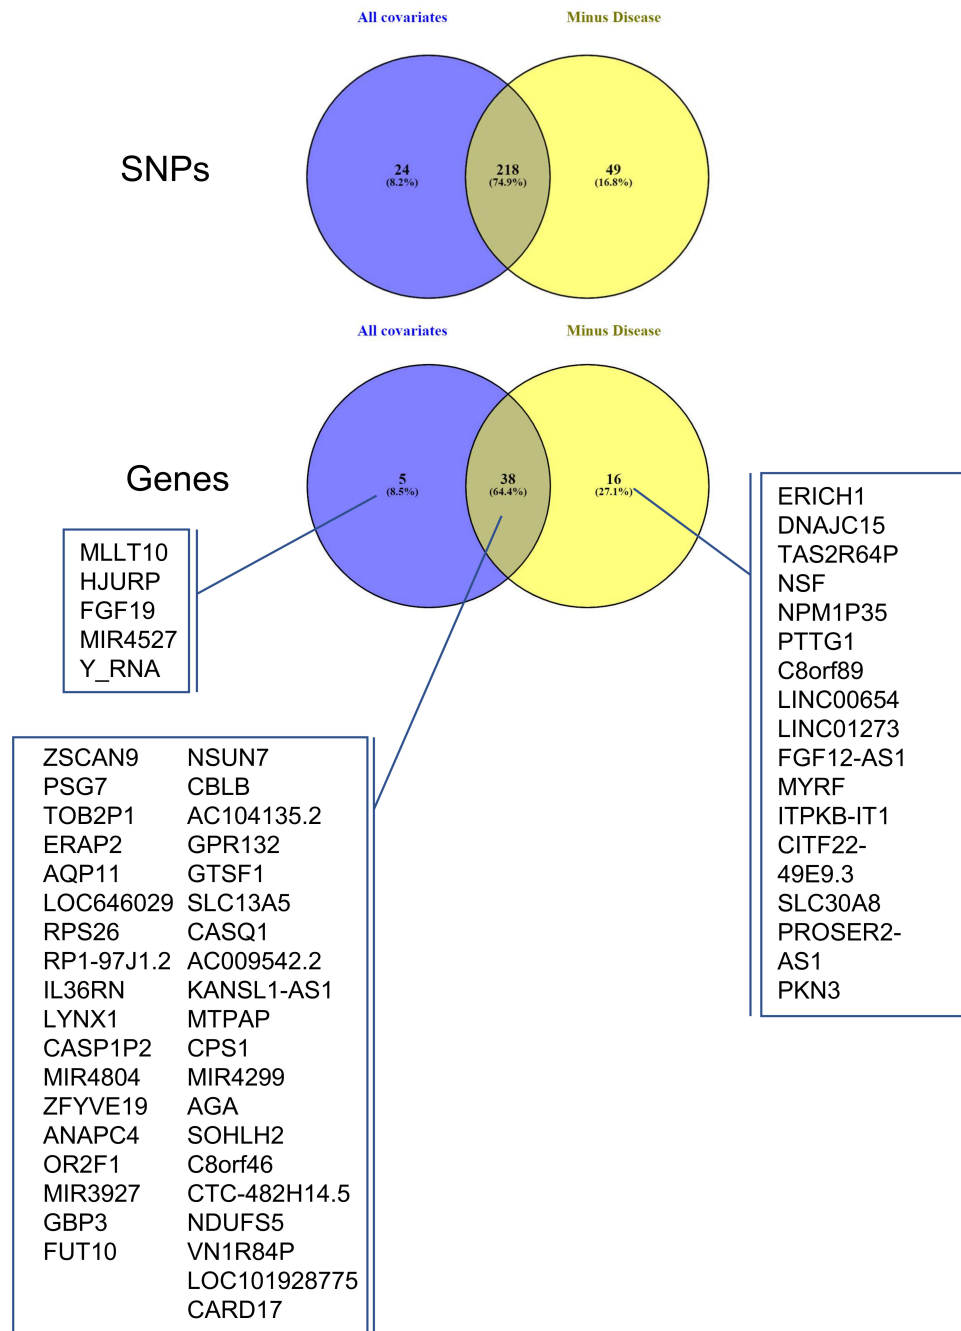 All covariates
Minus Disease
SNPs
24
(8.2%)
218
(74.9%)
49
(16.8%)
All covariates
Minus Disease
Genes
5
(8.5%)
38
(64.4%)
16
(27.1%)
MLLT10
HJURP
FGF19
MIR4527
Y_RNA
ERICH1
DNAJC15
TAS2R64P
NSF
NPM1P35
PTTG1
C8orf89
LINC00654
LINC01273
FGF12-AS1
MYRF
ITPKB-IT1
CITF22-
49E9.3
SLC30A8
PROSER2-
AS1
PKN3
ZSCAN9
PSG7
TOB2P1
ERAP2
AQP11
LOC646029
RPS26
RP1-97J1.2
IL36RN
LYNX1
CASP1P2
MIR4804
ZFYVE19
ANAPC4
OR2F1
MIR3927
GBP3
FUT10
NSUN7
CBLB
AC104135.2
GPR132
GTSF1
SLC13A5
CASQ1
AC009542.2
KANSL1-AS1
MTPAP
CPS1
MIR4299
AGA
SOHLH2
C8orf46
CTC-482H14.5
NDUFS5
VN1R84P
LOC101928775
CARD17